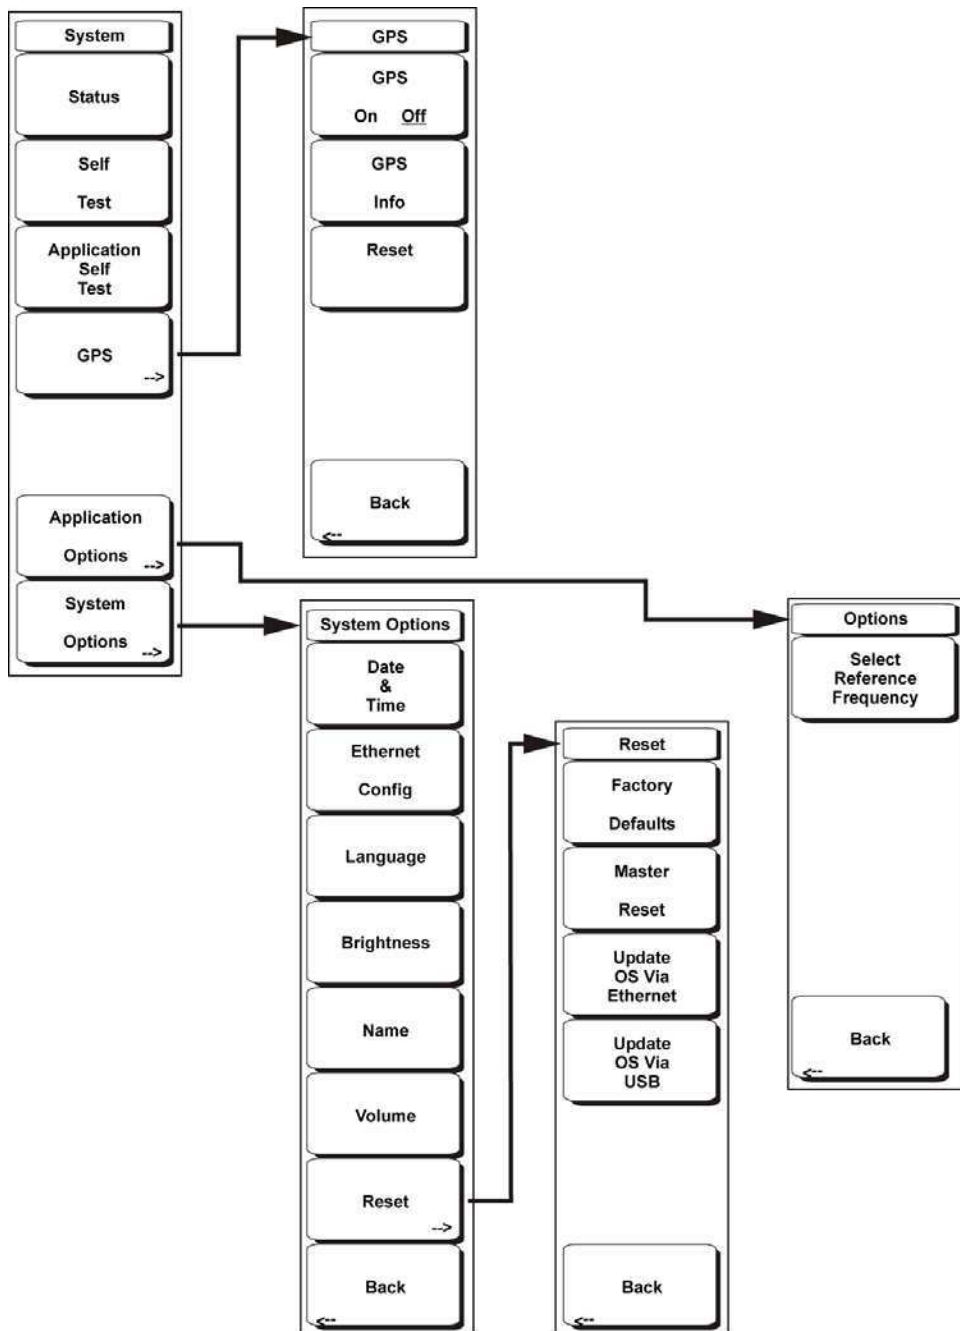 System
Status
Self
Test
Application
Self
Test
GPS
-->
Application
Options -->
System
Options -->
GPS
GPS
On Off
GPS
Info
Reset
Back
<--
System Options
Date
&
Time
Ethernet
Config
Language
Brightness
Name
Volume
Reset
-->
Back
<--
Reset
Factory
Defaults
Master
Reset
Update
OS Via
Ethernet
Update
OS Via
USB
Back
<--
Options
Select
Reference
Frequency
Back
<--